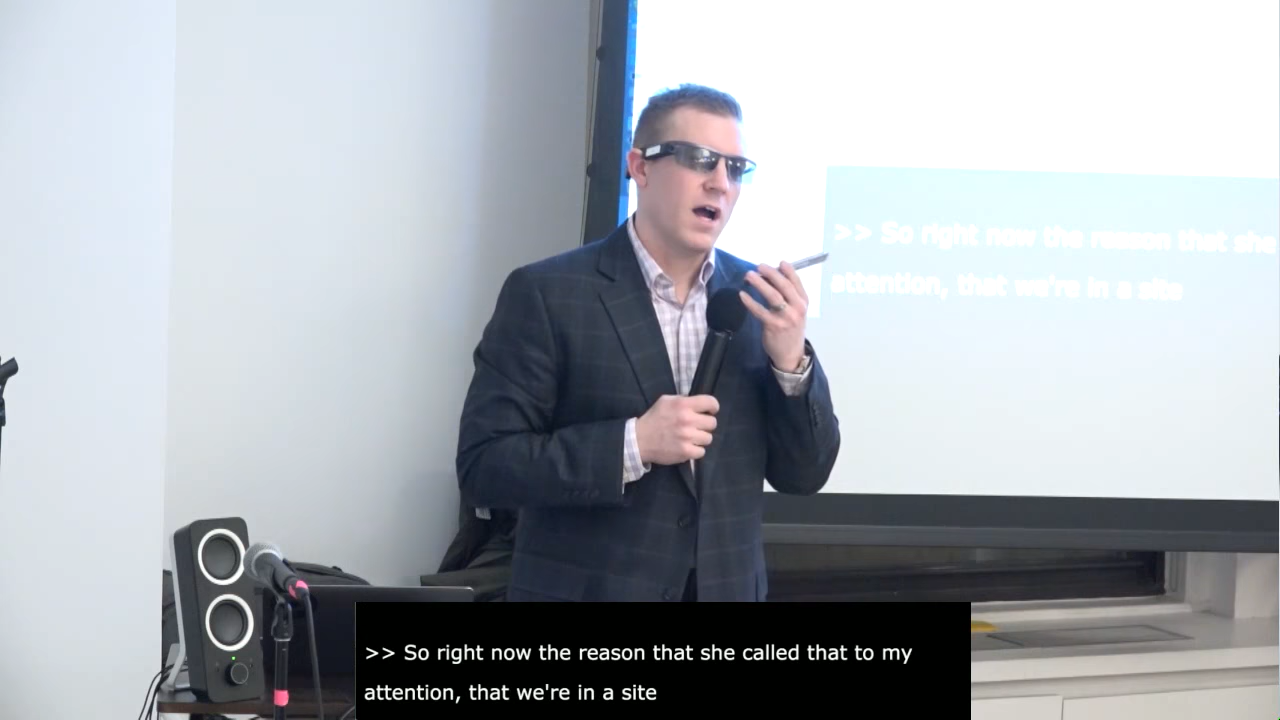 >> So right now the reason that she
attention, that we're in a site
>> So right now the reason that she called that to my
attention, that we're in a site